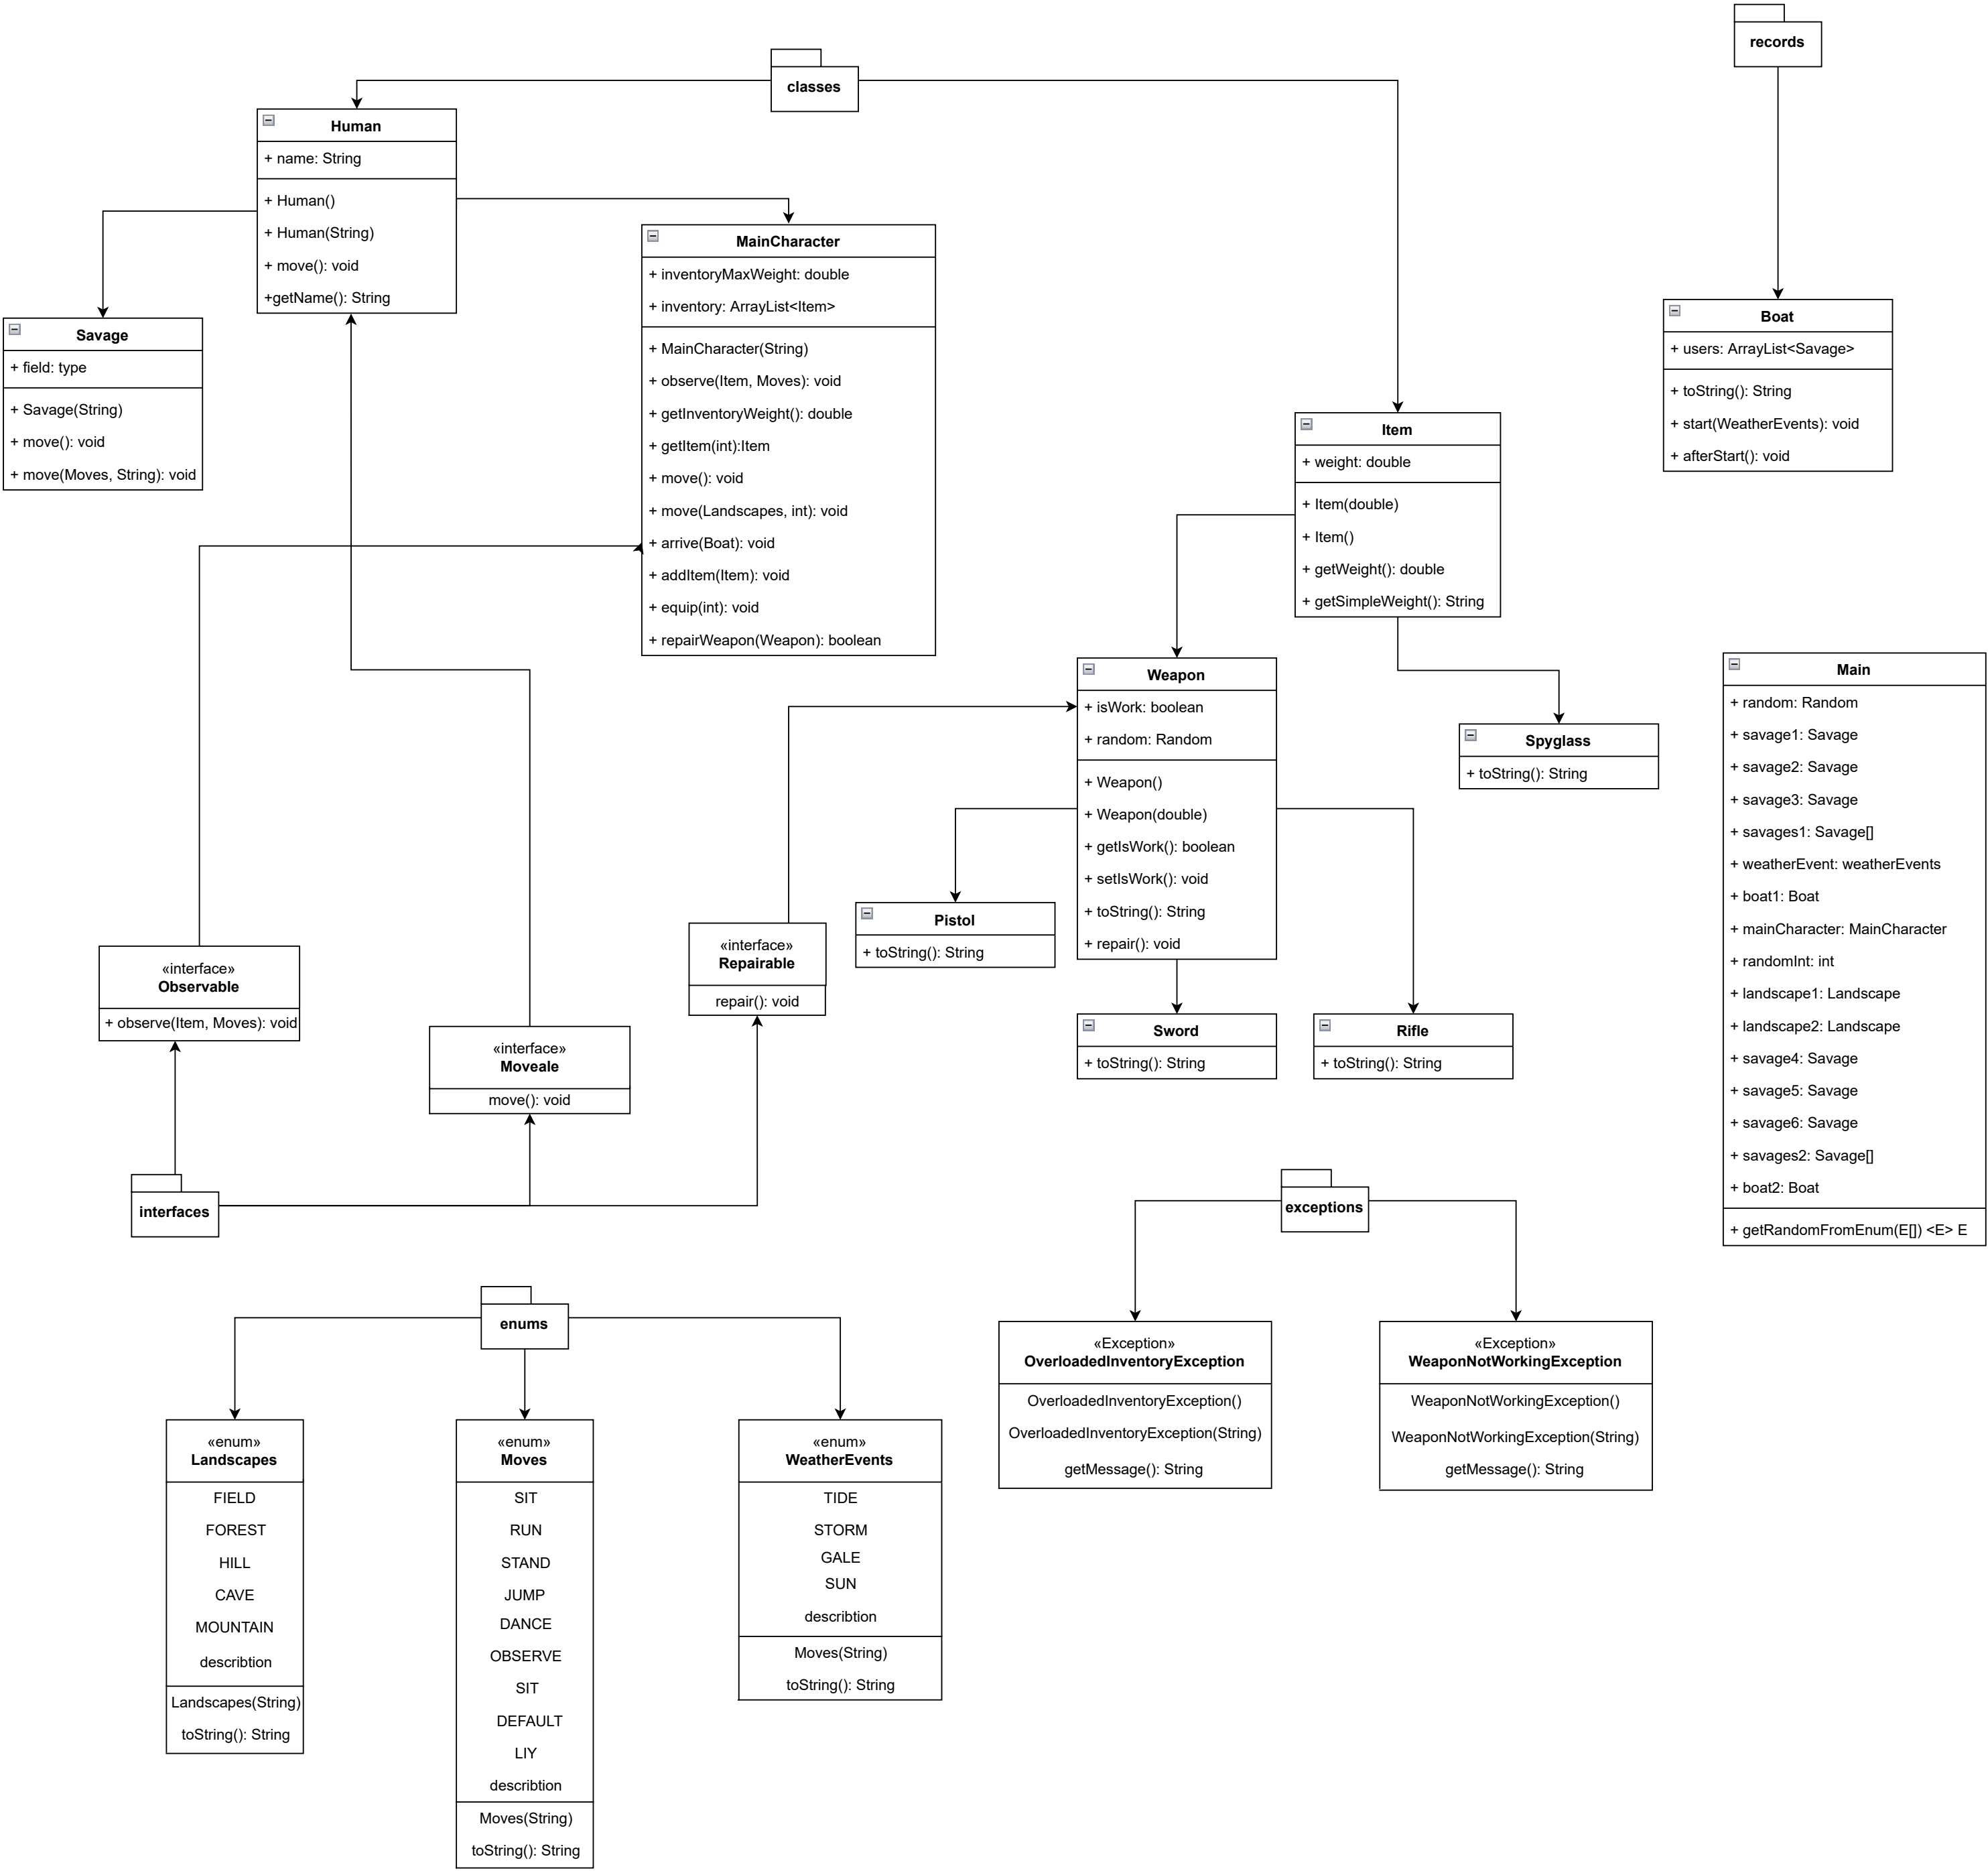 records
classes
Human
+ name: String
+ Human()
+ Human(String)
+ move(): void
+getName(): String
MainCharacter
+ inventoryMaxWeight: double
+ inventory: ArrayList<Item>
+ MainCharacter(String)
+ observe(Item, Moves): void
+ getInventoryWeight(): double
+ getItem(int):Item
+ move(): void
+ move(Landscapes, int): void
+ arrive(Boat): void
+ addItem(Item): void
+ equip(int): void
+ repairWeapon(Weapon): boolean
Savage
+ field: type
+ Savage(String)
+ move(): void
+ move(Moves, String): void
Boat
+ users: ArrayList<Savage>
+ toString(): String
+ start(WeatherEvents): void
+ afterStart(): void
Item
+ weight: double
+ Item(double)
+ Item()
+ getWeight(): double
+ getSimpleWeight(): String
Weapon
+ isWork: boolean
+ random: Random
+ Weapon()
+ Weapon(double)
+ getIsWork(): boolean
+ setIsWork(): void
+ toString(): String
+ repair(): void
Spyglass
+ toString(): String
Main
+ random: Random
+ savage1: Savage
+ savage2: Savage
+ savage3: Savage
+ savages1: Savage[]
+ weatherEvent: weatherEvents
+ boat1: Boat
+ mainCharacter: MainCharacter
+ randomInt: int
+ landscape1: Landscape
+ landscape2: Landscape
+ savage4: Savage
+ savage5: Savage
+ savage6: Savage
+ savages2: Savage[]
+ boat2: Boat
+ getRandomFromEnum(E[]) <E> E
Pistol
+ toString(): String
Sword
+ toString(): String
Rifle
+ toString(): String
«interface»
Observable
+ observe(Item, Moves): void
«interface»
Moveale
move(): void
«interface»
Repairable
repair(): void
interfaces
exceptions
«Exception»
OverloadedInventoryException
OverloadedInventoryException()
OverloadedInventoryException(String)
getMessage(): String
«Exception»
WeaponNotWorkingException
WeaponNotWorkingException()
WeaponNotWorkingException(String)
getMessage(): String
enums
«enum»
Landscapes
FIELD
FOREST
HILL
CAVE
MOUNTAIN
describtion
Landscapes(String)
toString(): String
«enum»
Moves
SIT
RUN
STAND
JUMP
DANCE
OBSERVE
SIT
DEFAULT
LIY
describtion
Moves(String)
toString(): String
«enum»
WeatherEvents
TIDE
STORM
GALE
SUN
describtion
Moves(String)
toString(): String